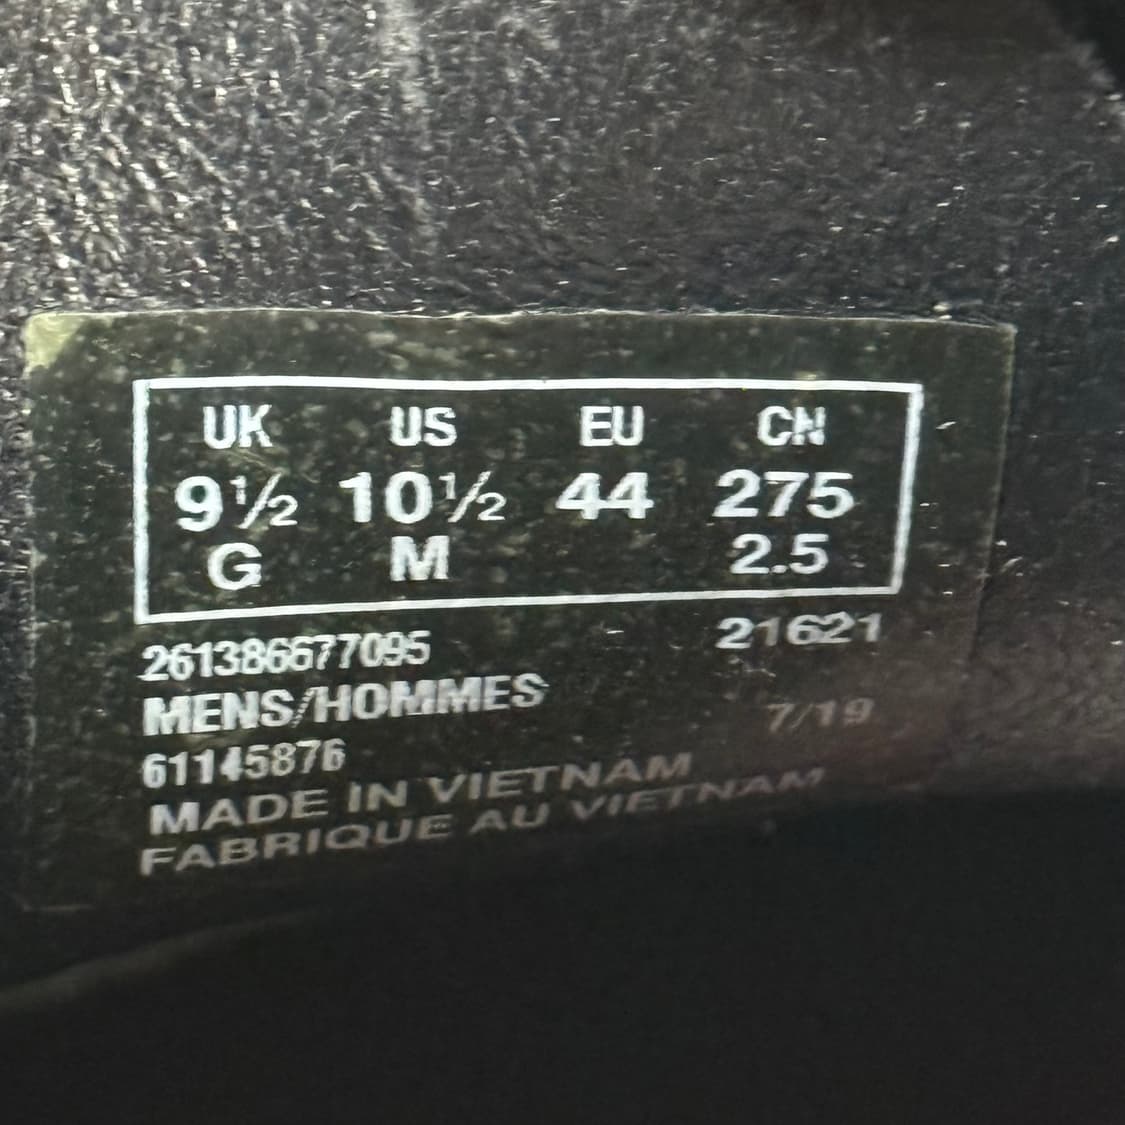 UK US EU CN
9½ 10½ 44 275
G M 2.5
261386677095 21621
MENS/HOMMES
61145876 7/19
MADE IN VIETNAM
FABRIQUE AU VIETNAM